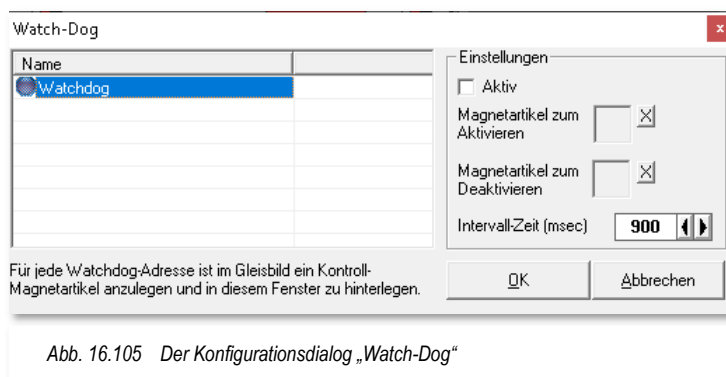 Watch-Dog
x
Name
Watchdog
Einstellungen
Aktiv
Magnetartikel zum
Aktivieren
X
Magnetartikel zum
Deaktivieren
X
Intervall-Zeit (msec)
900
Für jede Watchdog-Adresse ist im Gleisbild ein Kontroll-
Magnetartikel anzulegen und in diesem Fenster zu hinterlegen.
OK
Abbrechen
Abb. 16.105 Der Konfigurationsdialog „Watch-Dog“